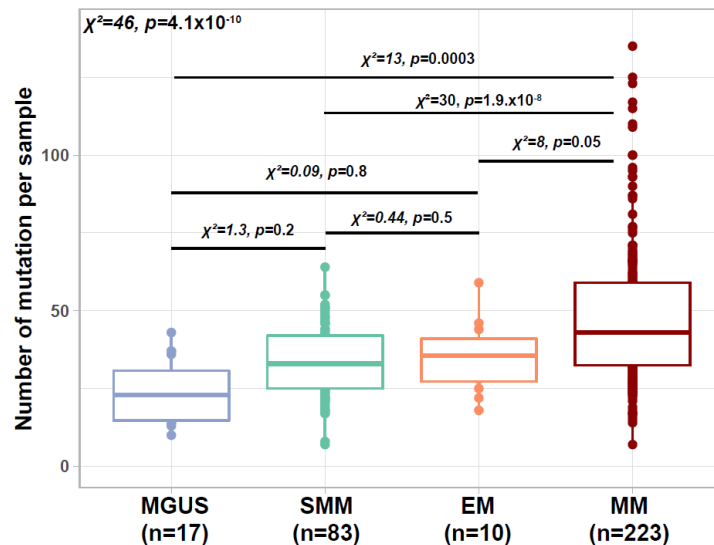 χ²=46, p=4.1x10⁻¹⁰
χ²=13, p=0.0003
χ²=30, p=1.9.x10⁻⁸
χ²=8, p=0.05
χ²=0.09, p=0.8
χ²=1.3, p=0.2
χ²=0.44, p=0.5
Number of mutation per sample
100
50
0
MGUS SMM EM MM
(n=17) (n=83) (n=10) (n=223)